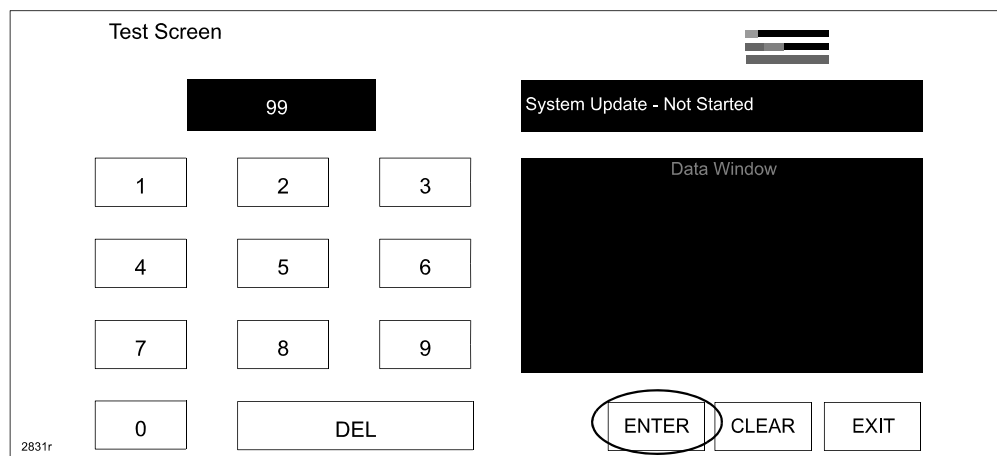 Test Screen
99
System Update - Not Started
1 2 3
Data Window
4 5 6
7 8 9
0 DEL
ENTER CLEAR EXIT
2831r